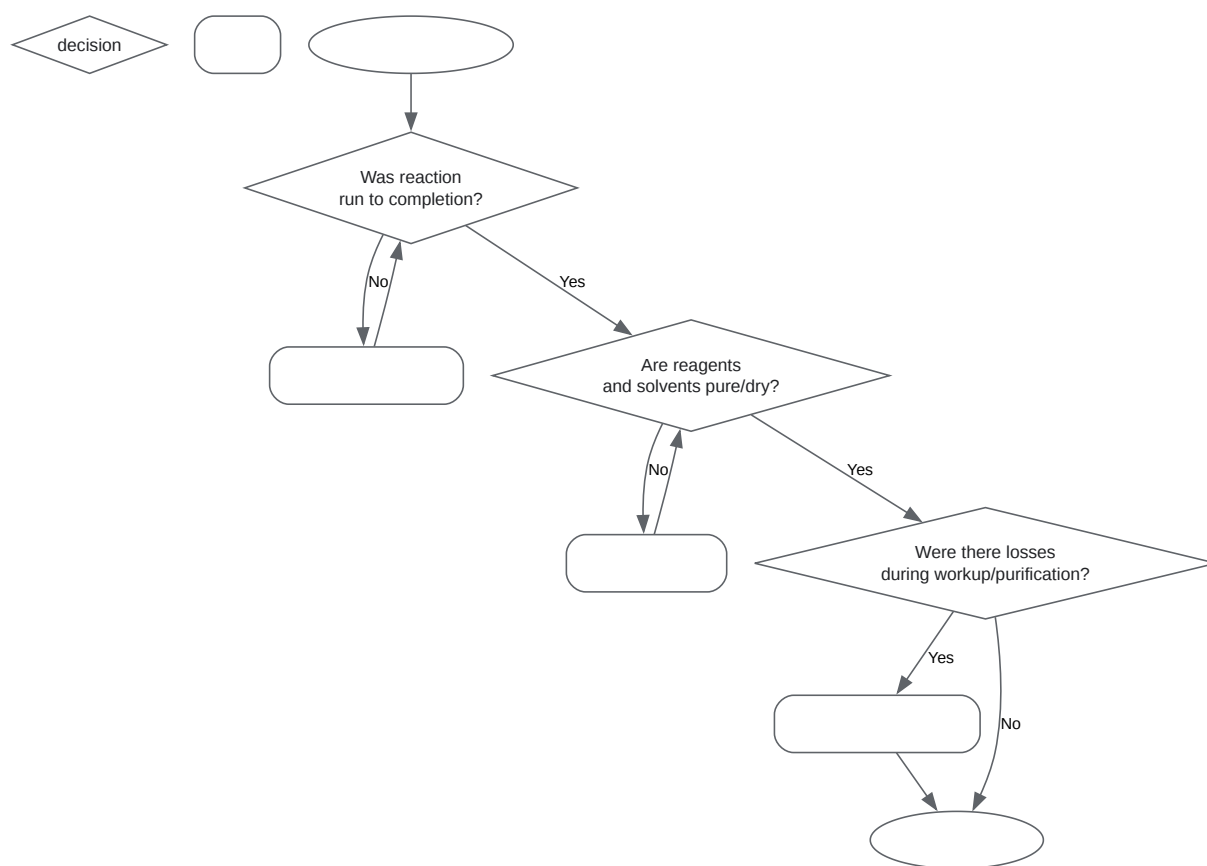 decision
Was reaction
run to completion?
No
Yes
Are reagents
and solvents pure/dry?
No
Yes
Were there losses
during workup/purification?
Yes
No